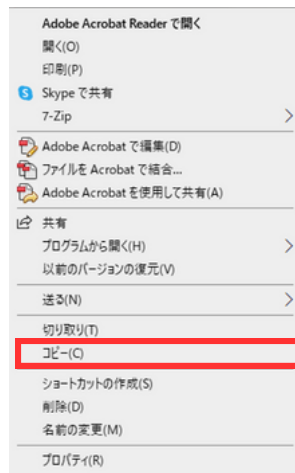 Adobe Acrobat Reader で開く
開く(O)
印刷(P)
Skype で共有
7-Zip
Adobe Acrobat で編集(D)
ファイルを Acrobat で結合...
Adobe Acrobat を使用して共有(A)
共有
プログラムから開く(H)
以前のバージョンの復元(V)
送る(N)
切り取り(T)
コピー(C)
ショートカットの作成(S)
削除(D)
名前の変更(M)
プロパティ(R)